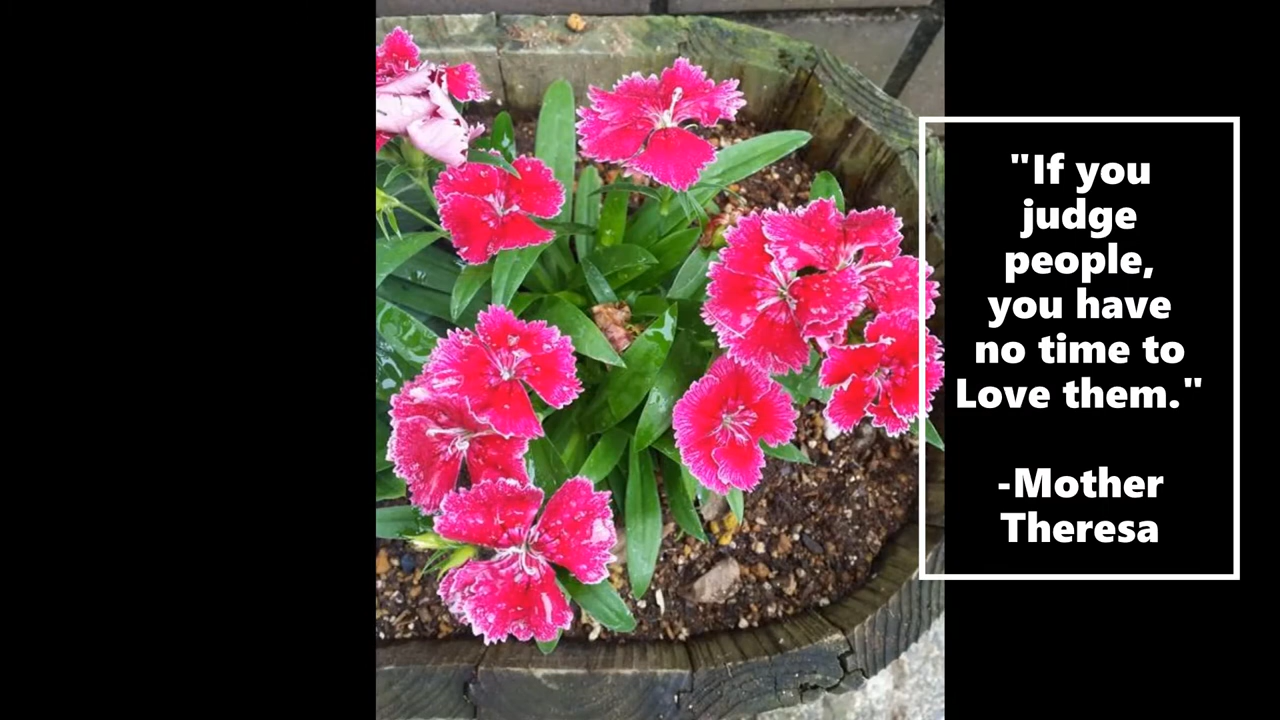 "If you
judge
people,
you have
no time to
Love them."
-Mother
Theresa